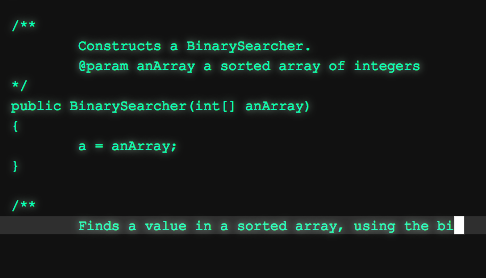 /**
Constructs a BinarySearcher.
@param anArray a sorted array of integers
*/
public BinarySearcher(int[] anArray)
{
a = anArray;
}
/**
Finds a value in a sorted array, using the bi